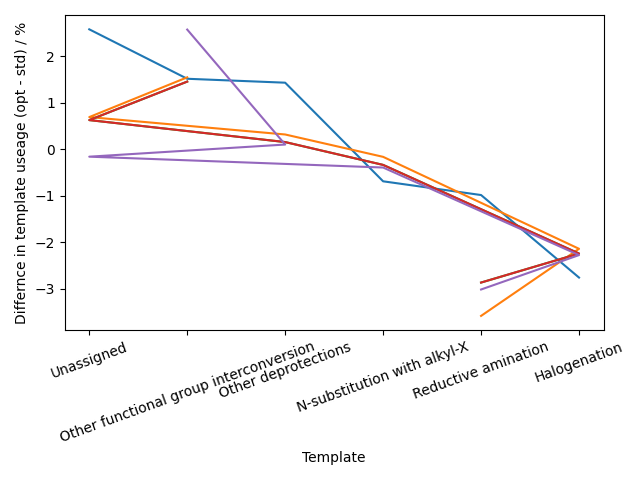 Differnce in template useage (opt - std) / %
2
1
0
−1
−2
−3
Unassigned
Other functional group interconversion
Other deprotections
N-substitution with alkyl-X
Reductive amination
Halogenation
Template